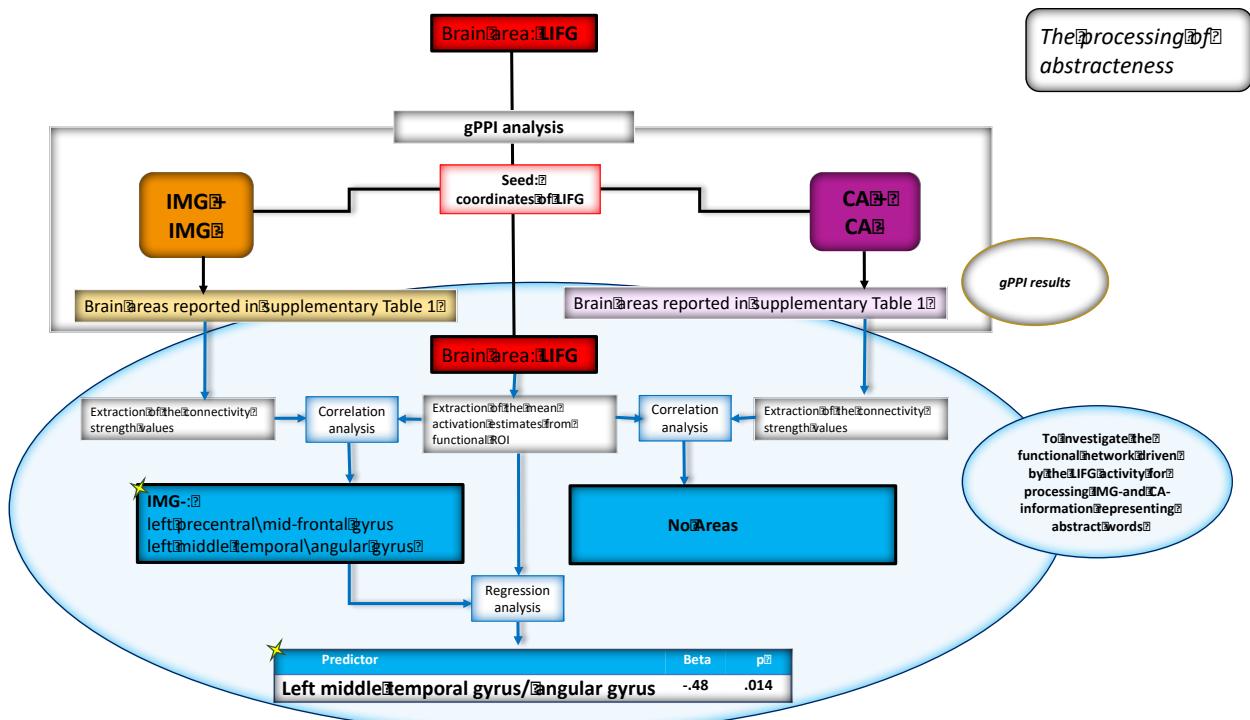 Brain area: LIFG
The processing of
abstracteness
gPPI analysis
Seed:
coordinates of LIFG
IMG +
IMG -
CA +
CA -
gPPI results
Brain areas reported in supplementary Table 1
Brain areas reported in supplementary Table 1
Brain area: LIFG
Extraction of the connectivity
strength values
Correlation
analysis
Extraction of the mean
activation estimates from
functional ROI
Correlation
analysis
Extraction of the connectivity
strength values
To investigate the
functional network driven
by the LIFG activity for
processing IMG-and CA-
information representing
abstract words
IMG-:
left precentral\mid-frontal gyrus
left middle temporal\angular gyrus
No Areas
Regression
analysis
Predictor Beta p
Left middle temporal gyrus/ angular gyrus -.48 .014